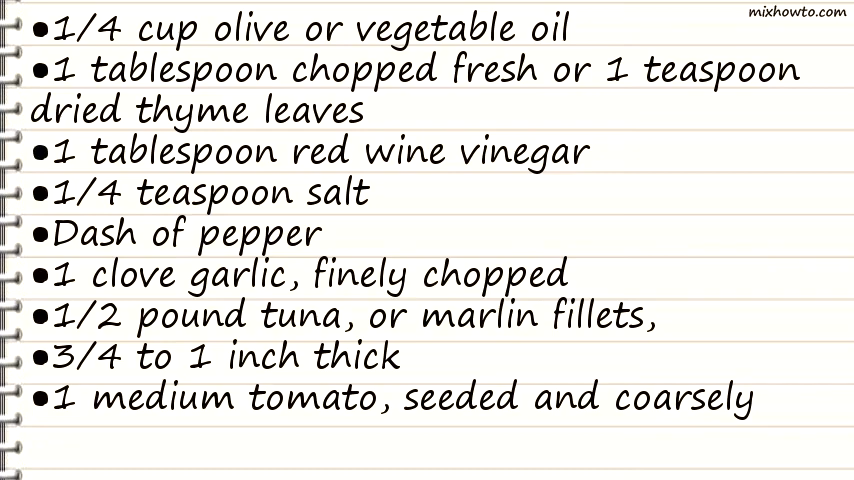 mixhowto.com
●1/4 cup olive or vegetable oil
●1 tablespoon chopped fresh or 1 teaspoon
dried thyme leaves
●1 tablespoon red wine vinegar
●1/4 teaspoon salt
●Dash of pepper
●1 clove garlic, finely chopped
●1/2 pound tuna, or marlin fillets,
●3/4 to 1 inch thick
●1 medium tomato, seeded and coarsely